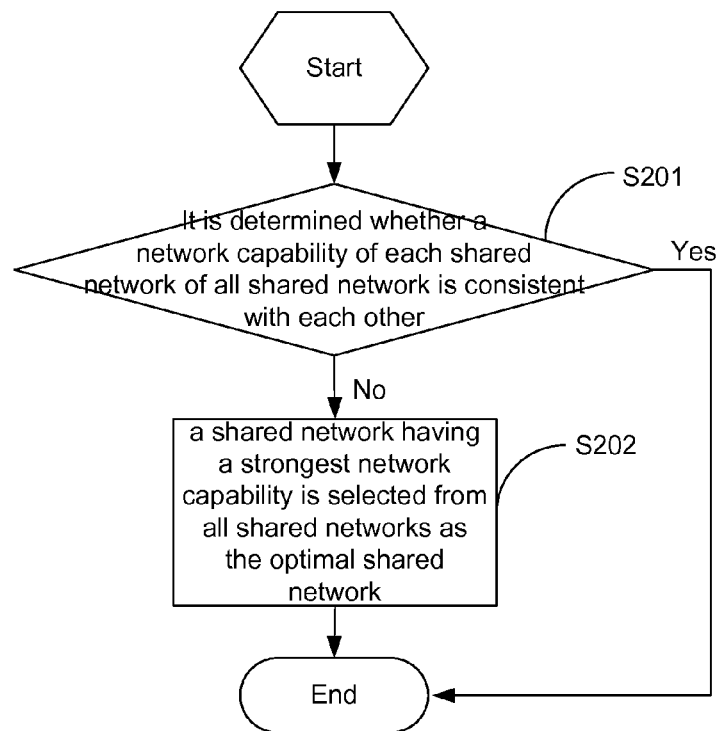 Start
S201
It is determined whether a
network capability of each shared
network of all shared network is consistent
with each other
Yes
No
a shared network having
a strongest network
capability is selected from
all shared networks as
the optimal shared
network
S202
End